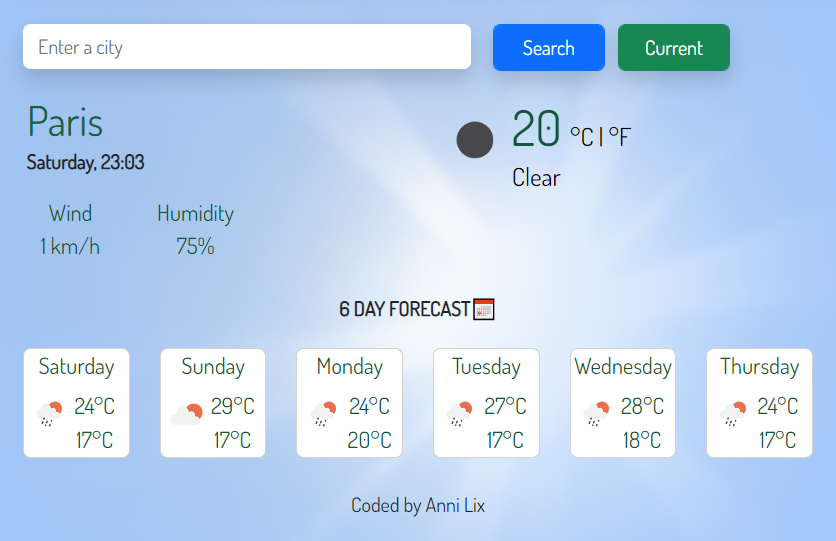 Enter a city
Search
Current
Paris
Saturday, 23:03
20 °C | °F
Clear
Wind
Humidity
1 km/h
75%
6 DAY FORECAST
Saturday
24°C
17°C
Sunday
29°C
17°C
Monday
24°C
20°C
Tuesday
27°C
17°C
Wednesday
28°C
18°C
Thursday
24°C
17°C
Coded by Anni Lix